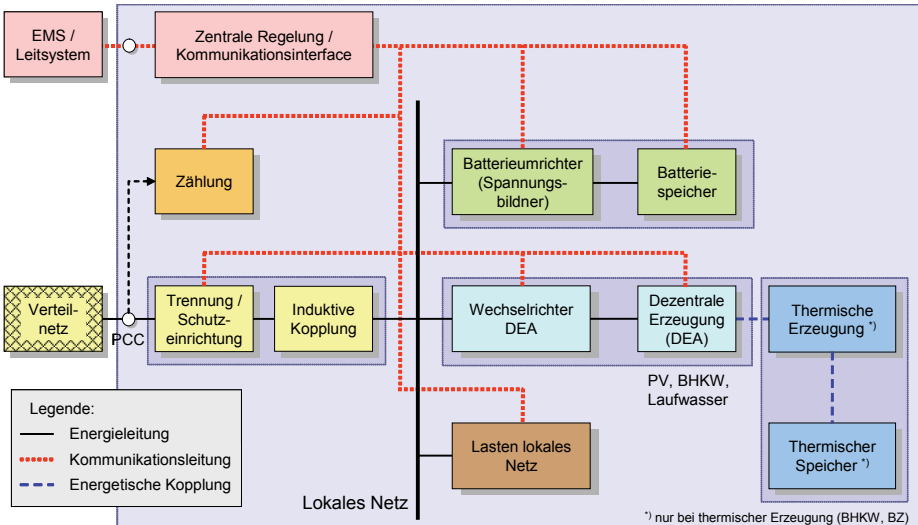 EMS /
Leitsystem
Zentrale Regelung /
Kommunikationsinterface
Zählung
Batterieumrichter
(Spannungs-
bildner)
Batterie-
speicher
Verteil-
netz
PCC
Trennung /
Schutz-
einrichtung
Induktive
Kopplung
Wechselrichter
DEA
Dezentrale
Erzeugung
(DEA)
Thermische
Erzeugung *)
PV, BHKW,
Laufwasser
Legende:
Energieleitung
Kommunikationsleitung
Energetische Kopplung
Lasten lokales
Netz
Thermischer
Speicher *)
Lokales Netz
*) nur bei thermischer Erzeugung (BHKW, BZ)